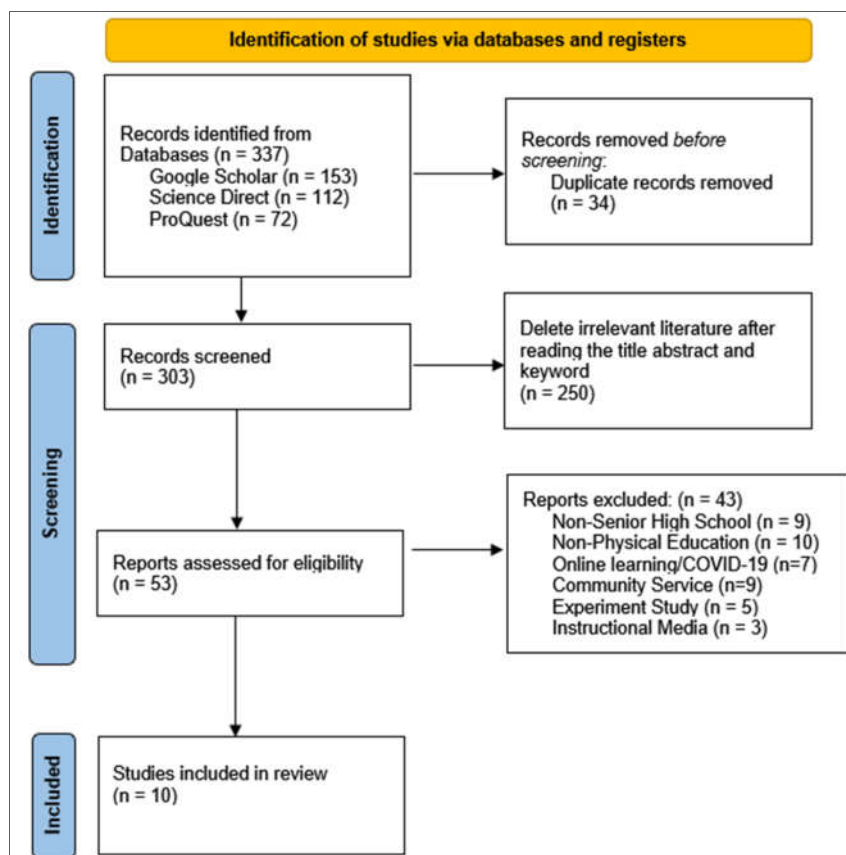 Identification of studies via databases and registers
Identification
Records identified from
Databases (n = 337)
Google Scholar (n = 153)
Science Direct (n = 112)
ProQuest (n = 72)
Records removed before
screening:
Duplicate records removed
(n = 34)
Screening
Records screened
(n = 303)
Delete irrelevant literature after
reading the title abstract and
keyword
(n = 250)
Reports assessed for eligibility
(n = 53)
Reports excluded: (n = 43)
Non-Senior High School (n = 9)
Non-Physical Education (n = 10)
Online learning/COVID-19 (n=7)
Community Service (n=9)
Experiment Study (n = 5)
Instructional Media (n = 3)
Included
Studies included in review
(n = 10)